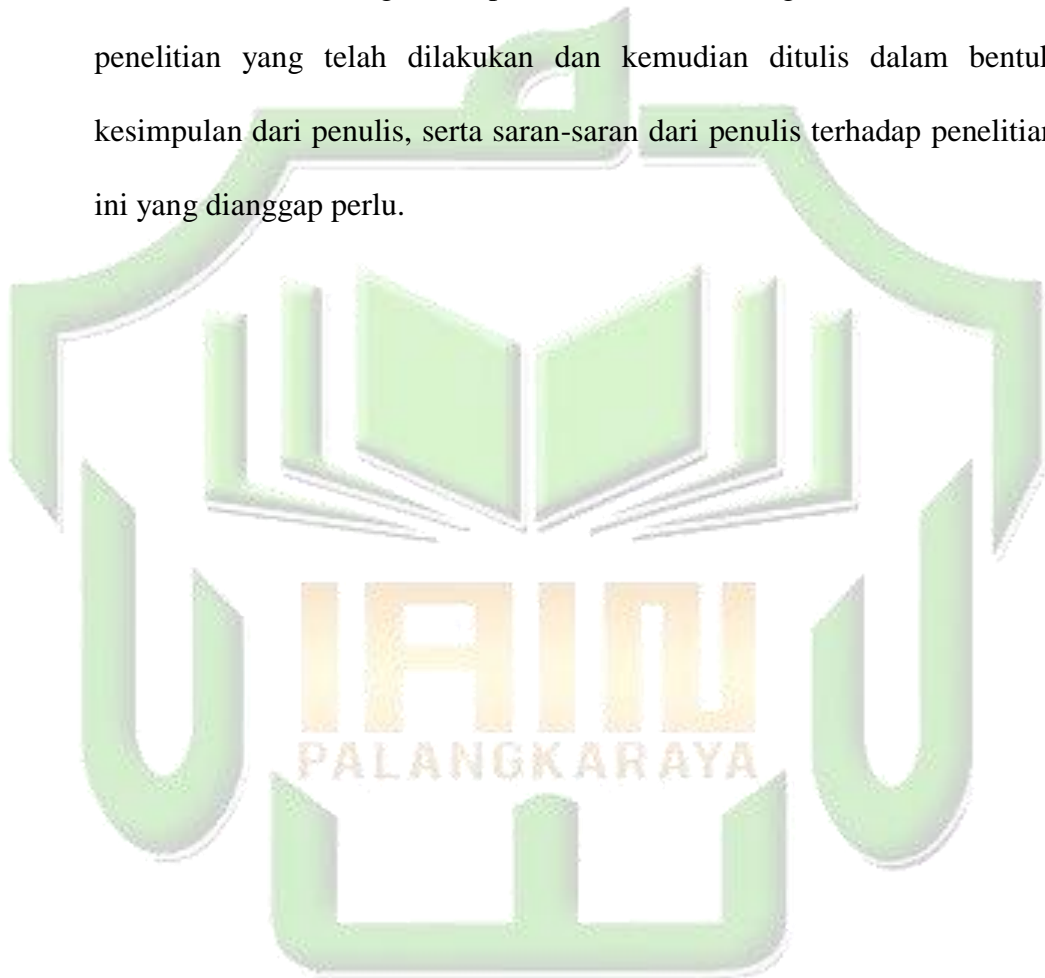 penelitian yang telah dilakukan dan kemudian ditulis dalam bentuk
kesimpulan dari penulis, serta saran-saran dari penulis terhadap penelitian
ini yang dianggap perlu.
IAIN
PALANGKARAYA